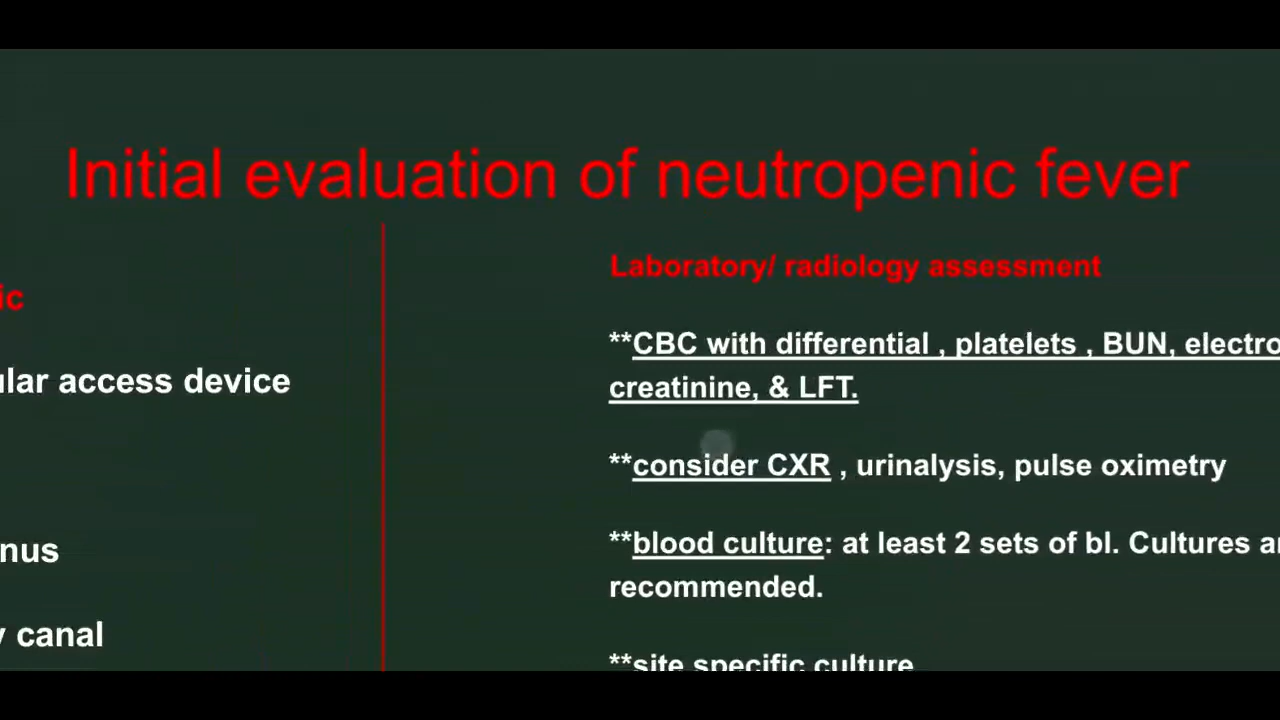 Initial evaluation of neutropenic fever
ic
ular access device
nus
y canal
Laboratory/ radiology assessment
**CBC with differential , platelets , BUN, electro
creatinine, & LFT.
**consider CXR , urinalysis, pulse oximetry
**blood culture: at least 2 sets of bl. Cultures ar
recommended.
**site specific culture